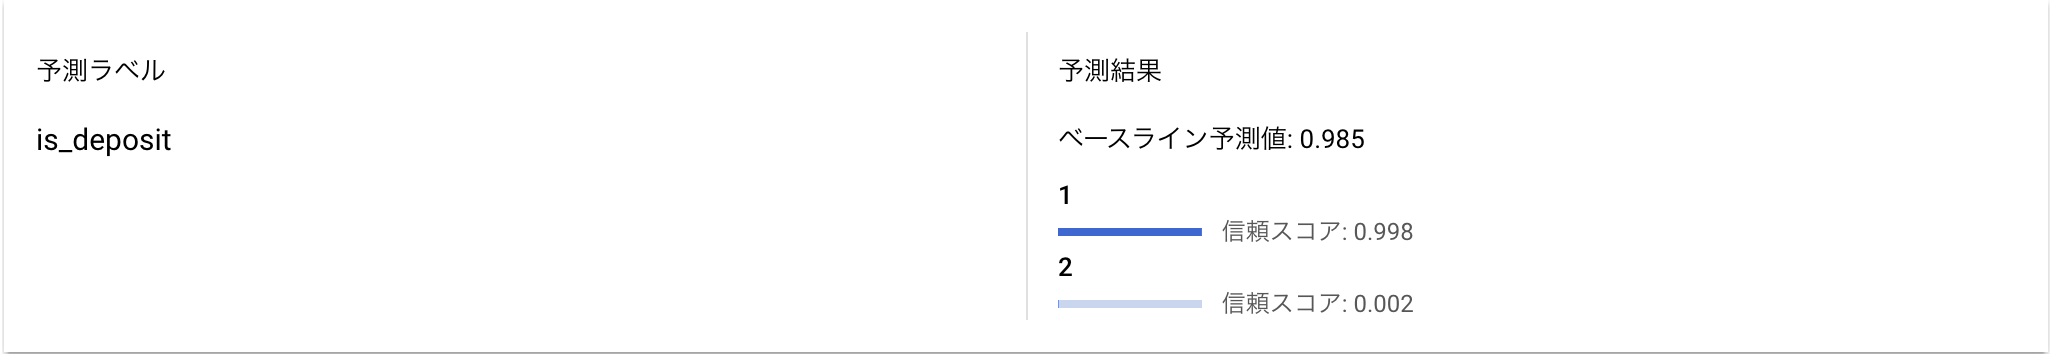 予測ラベル
is_deposit
予測結果
ベースライン予測値: 0.985
1
信頼スコア: 0.998
2
信頼スコア: 0.002